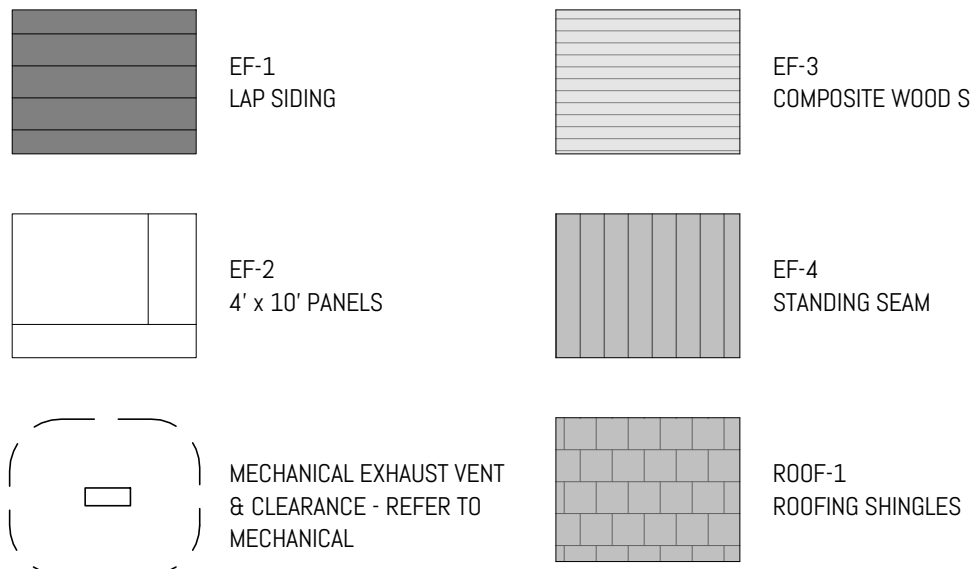 EF-1
LAP SIDING
EF-3
COMPOSITE WOOD S
EF-2
4' x 10' PANELS
EF-4
STANDING SEAM
MECHANICAL EXHAUST VENT
& CLEARANCE - REFER TO
MECHANICAL
ROOF-1
ROOFING SHINGLES